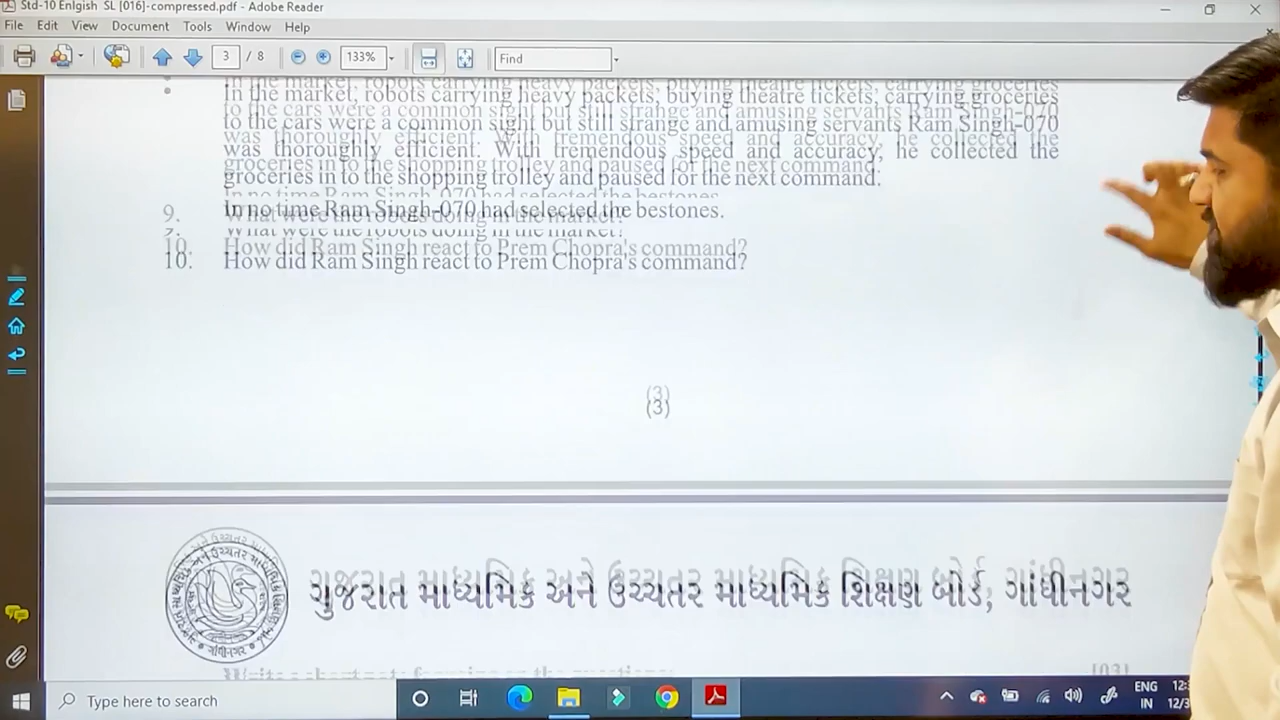 Std-10 Enlgish SL [016]-compressed.pdf - Adobe Reader
File Edit View Document Tools Window Help
3 / 8 133% Find
in the market; robots carrying heavy packets, buying theatre tickets, carrying groceries
to the cars were a common sight but still strange and amusing servants Ram Singh-070
was thoroughly efficient. With tremendous speed and accuracy, he collected the
groceries in to the shopping trolley and paused for the next command.
In no time Ram Singh-070 had selected the bestones.
9. What were the robots doing in the market?
10. How did Ram Singh react to Prem Chopra's command?
(3)
ગુજરાત માધ્યમિક અને ઉચ્ચતર માધ્યમિક શિક્ષણ બોર્ડ, ગાંધીનગર
[03]
Type here to search
ENG
IN